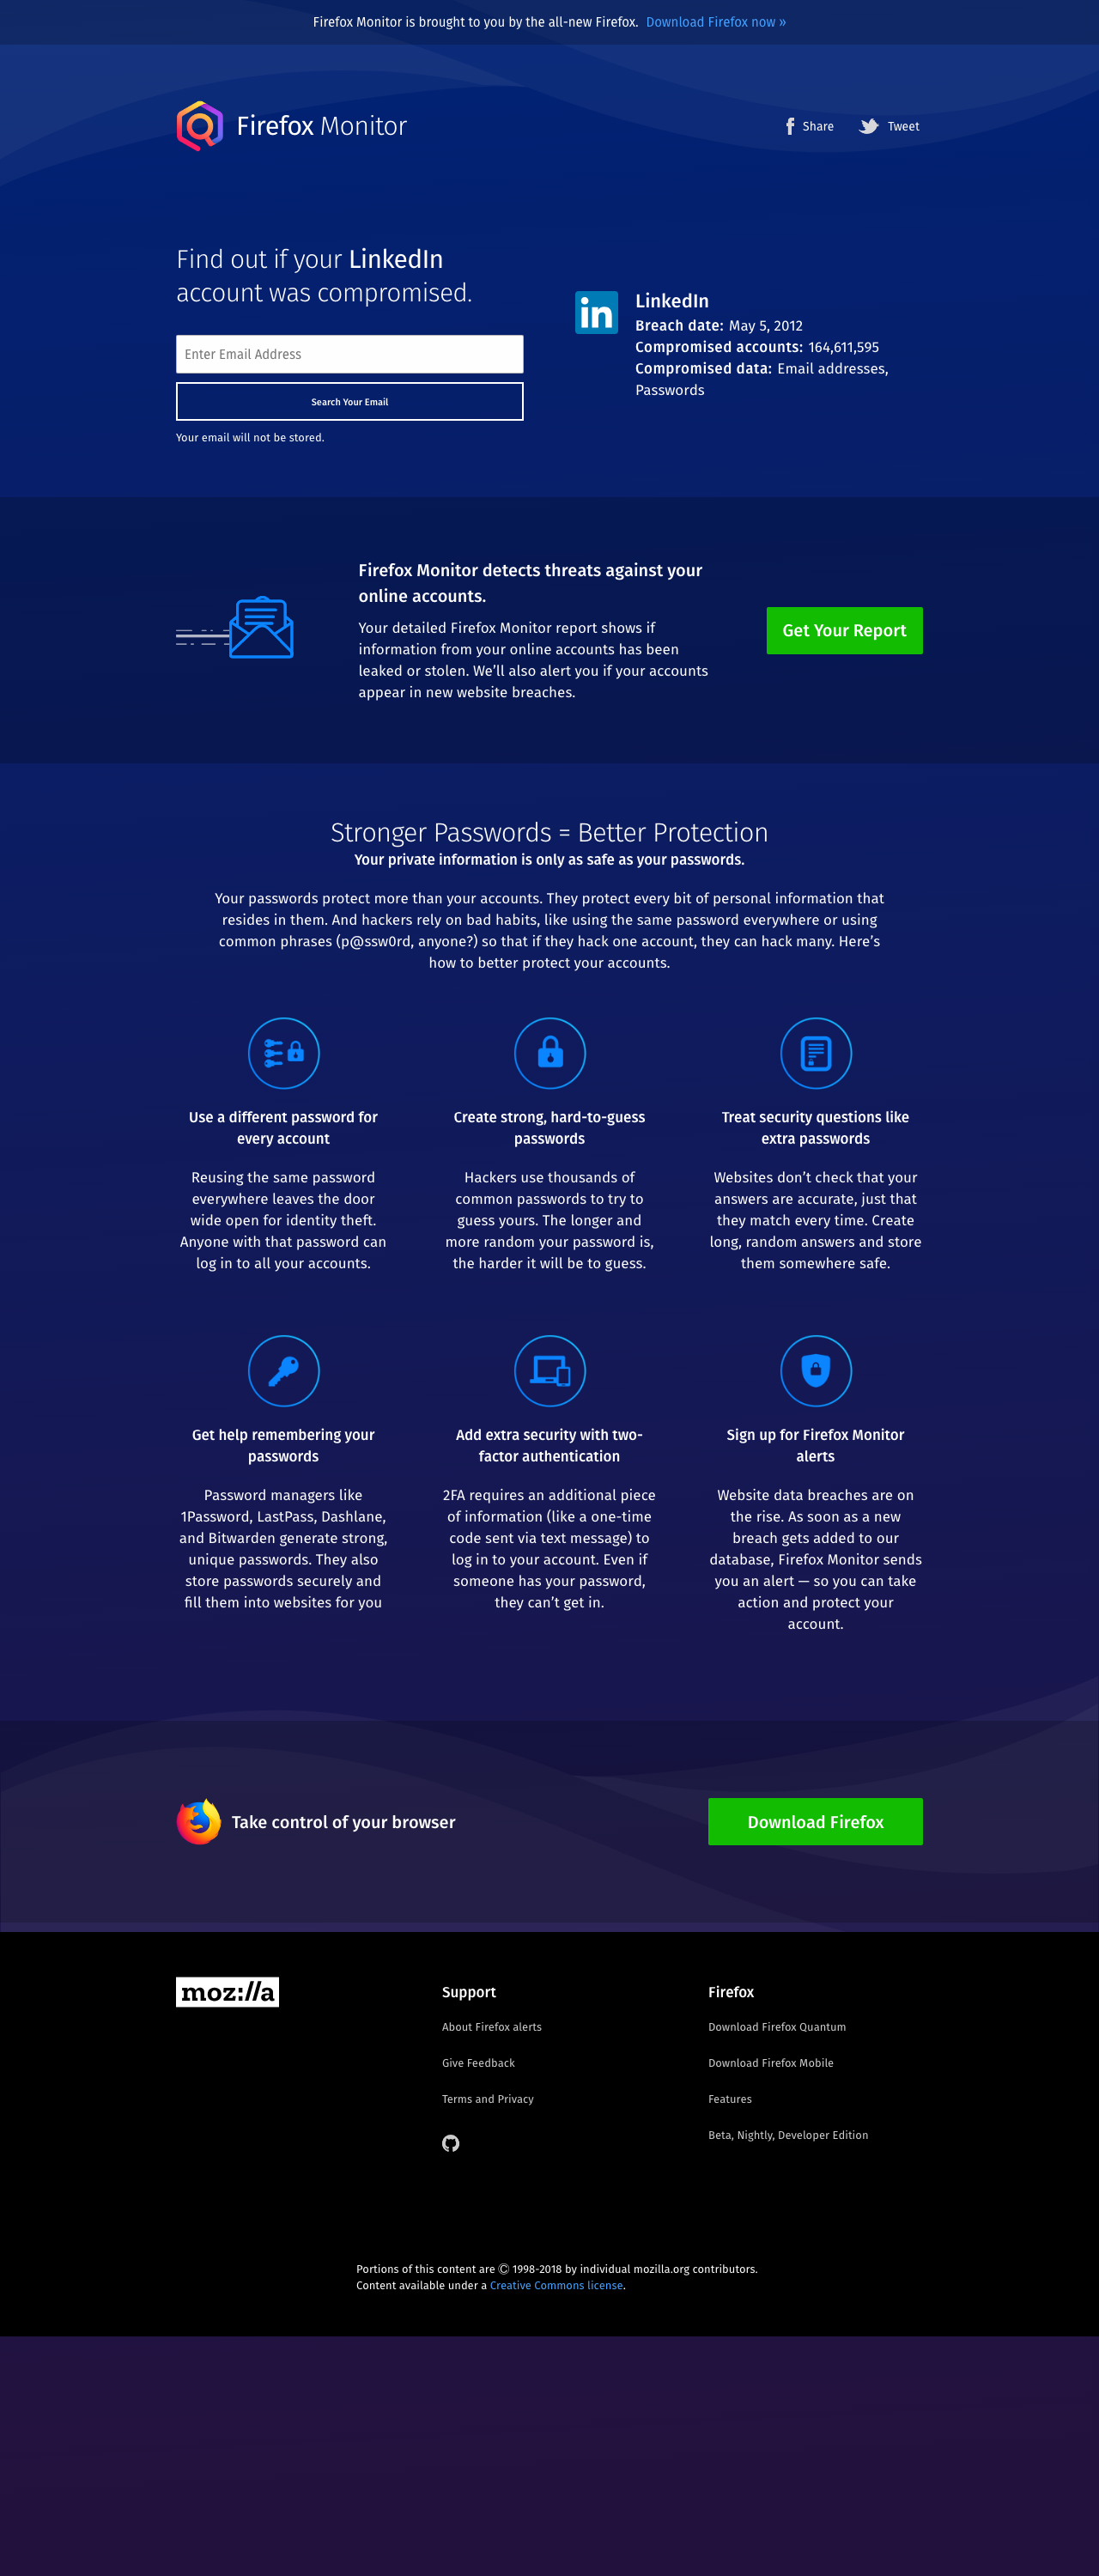 Firefox Monitor is brought to you by the all-new Firefox. Download Firefox now »
Firefox Monitor
Share
Tweet
Find out if your LinkedIn
account was compromised.
Enter Email Address
Search Your Email
Your email will not be stored.
in
LinkedIn
Breach date: May 5, 2012
Compromised accounts: 164,611,595
Compromised data: Email addresses,
Passwords
Firefox Monitor detects threats against your
online accounts.
Your detailed Firefox Monitor report shows if
information from your online accounts has been
leaked or stolen. We’ll also alert you if your accounts
appear in new website breaches.
Get Your Report
Stronger Passwords = Better Protection
Your private information is only as safe as your passwords.
Your passwords protect more than your accounts. They protect every bit of personal information that
resides in them. And hackers rely on bad habits, like using the same password everywhere or using
common phrases (p@ssw0rd, anyone?) so that if they hack one account, they can hack many. Here’s
how to better protect your accounts.
Use a different password for
every account
Reusing the same password
everywhere leaves the door
wide open for identity theft.
Anyone with that password can
log in to all your accounts.
Create strong, hard-to-guess
passwords
Hackers use thousands of
common passwords to try to
guess yours. The longer and
more random your password is,
the harder it will be to guess.
Treat security questions like
extra passwords
Websites don’t check that your
answers are accurate, just that
they match every time. Create
long, random answers and store
them somewhere safe.
Get help remembering your
passwords
Password managers like
1Password, LastPass, Dashlane,
and Bitwarden generate strong,
unique passwords. They also
store passwords securely and
fill them into websites for you
Add extra security with two-
factor authentication
2FA requires an additional piece
of information (like a one-time
code sent via text message) to
log in to your account. Even if
someone has your password,
they can’t get in.
Sign up for Firefox Monitor
alerts
Website data breaches are on
the rise. As soon as a new
breach gets added to our
database, Firefox Monitor sends
you an alert — so you can take
action and protect your
account.
Take control of your browser
Download Firefox
moz://a
Support
About Firefox alerts
Give Feedback
Terms and Privacy
Firefox
Download Firefox Quantum
Download Firefox Mobile
Features
Beta, Nightly, Developer Edition
Portions of this content are © 1998-2018 by individual mozilla.org contributors.
Content available under a Creative Commons license.